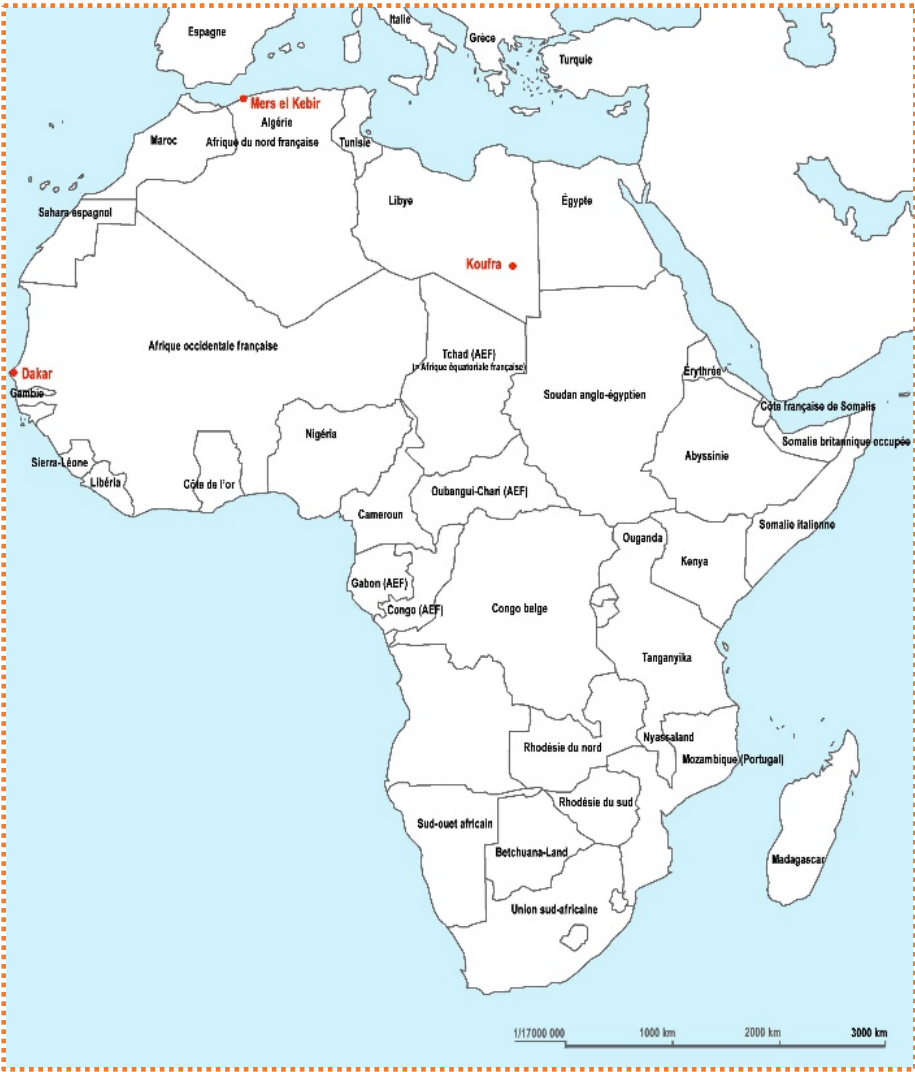 Italie
Espagne
Grèce
Turquie
Mers el Kebir
Algérie
Maroc
Afrique du nord française
Tunisie
Libye
Égypte
Sahara espagnol
Koufra
Afrique occidentale française
Tchad (AEF)
(= Afrique équatoriale française)
Dakar
Érythrée
Gambie
Soudan anglo-égyptien
Côte française de Somalis
Nigéria
Somalie britannique occupée
Abyssinie
Sierra-Léone
Libéria
Côte de l'or
Oubangui-Chari (AEF)
Cameroun
Somalie italienne
Ouganda
Kenya
Gabon (AEF)
Congo (AEF)
Congo belge
Tanganyika
Nyassaland
Rhodésie du nord
Mozambique (Portugal)
Rhodésie du sud
Sud-ouet africain
Betchuana-Land
Madagascar
Union sud-africaine
1/17000 000 1000 km 2000 km 3000 km